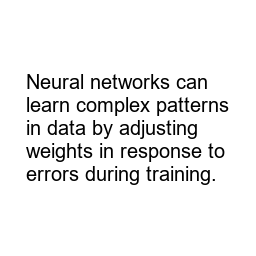 Neural networks can
learn complex patterns
in data by adjusting
weights in response to
errors during training.